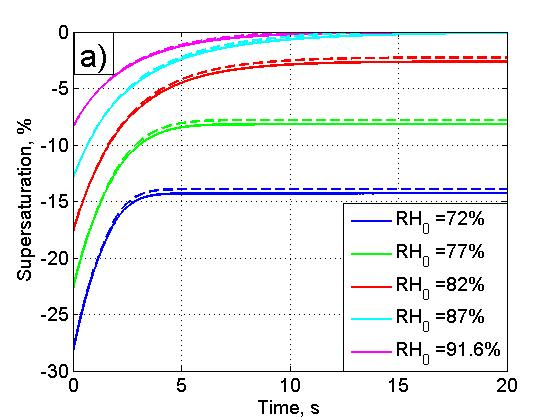 a)
0
-5
-10
-15
-20
-25
-30
Supersaturation, %
0 5 10 15 20
Time, s
RH0 =72%
RH0 =77%
RH0 =82%
RH0 =87%
RH0 =91.6%